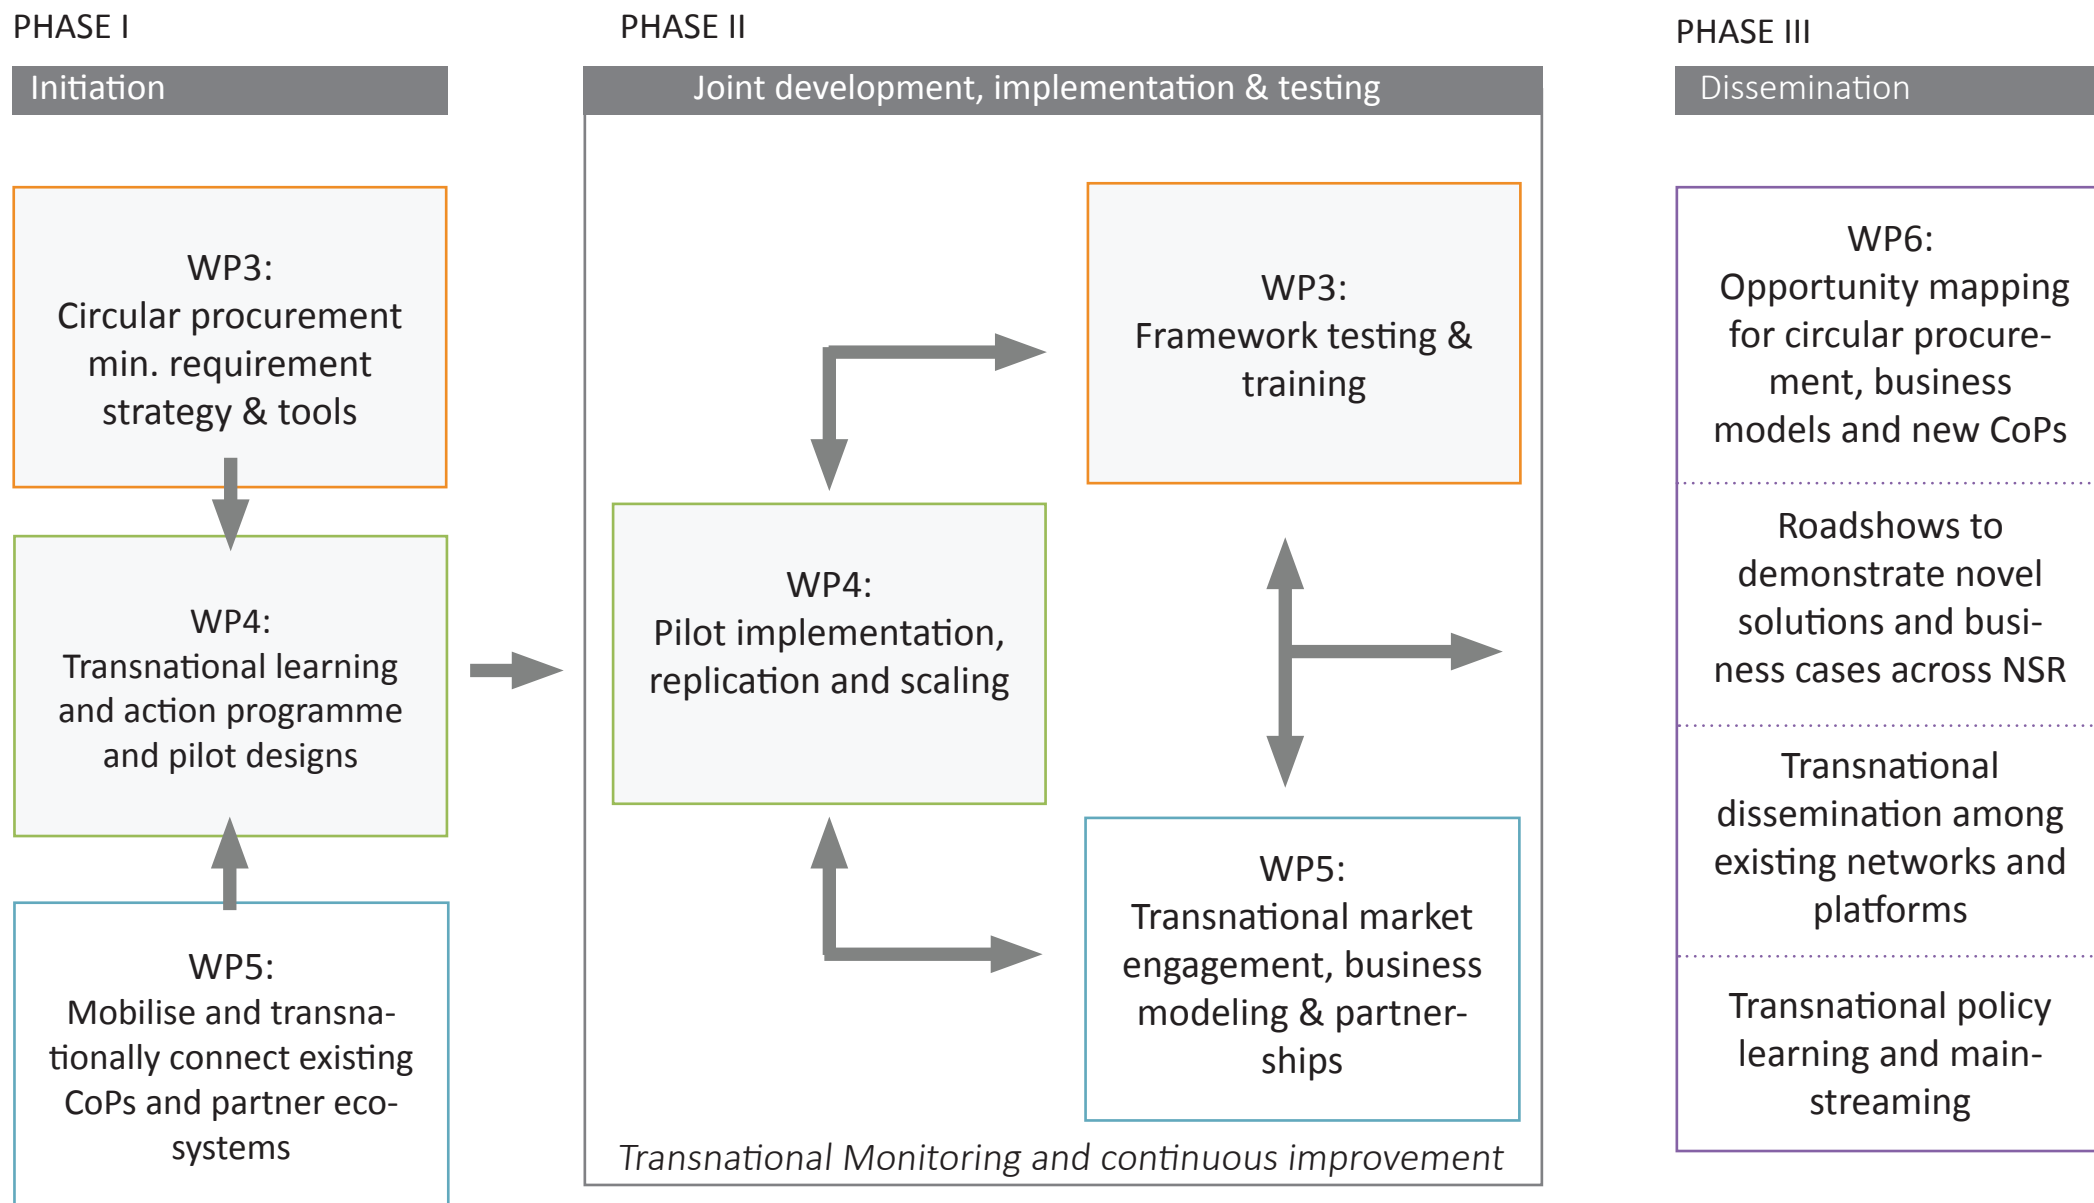 PHASE I
Initiation
WP3:
Circular procurement
min. requirement
strategy & tools
WP4:
Transnational learning
and action programme
and pilot designs
WP5:
Mobilise and transna-
tionally connect existing
CoPs and partner eco-
systems
PHASE II
Joint development, implementation & testing
WP3:
Framework testing &
training
WP4:
Pilot implementation,
replication and scaling
WP5:
Transnational market
engagement, business
modeling & partner-
ships
Transnational Monitoring and continuous improvement
PHASE III
Dissemination
WP6:
Opportunity mapping
for circular procure-
ment, business
models and new CoPs
Roadshows to
demonstrate novel
solutions and busi-
ness cases across NSR
Transnational
dissemination among
existing networks and
platforms
Transnational policy
learning and main-
streaming